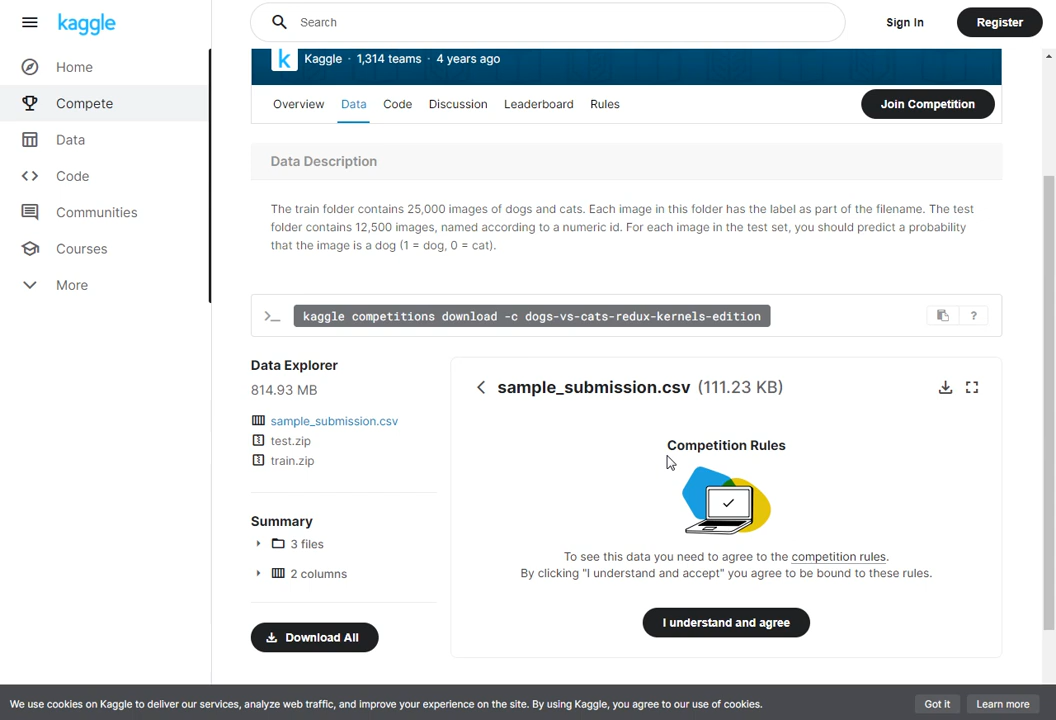 kaggle
Search
Sign In
Register
Home
Compete
Data
Code
Communities
Courses
More
k
Kaggle · 1,314 teams · 4 years ago
Overview Data Code Discussion Leaderboard Rules
Join Competition
Data Description
The train folder contains 25,000 images of dogs and cats. Each image in this folder has the label as part of the filename. The test
folder contains 12,500 images, named according to a numeric id. For each image in the test set, you should predict a probability
that the image is a dog (1 = dog, 0 = cat).
>_ kaggle competitions download -c dogs-vs-cats-redux-kernels-edition ?
Data Explorer
814.93 MB
sample_submission.csv
test.zip
train.zip
Summary
3 files
2 columns
Download All
sample_submission.csv (111.23 KB)
Competition Rules
To see this data you need to agree to the competition rules.
By clicking "I understand and accept" you agree to be bound to these rules.
I understand and agree
We use cookies on Kaggle to deliver our services, analyze web traffic, and improve your experience on the site. By using Kaggle, you agree to our use of cookies.
Got it
Learn more